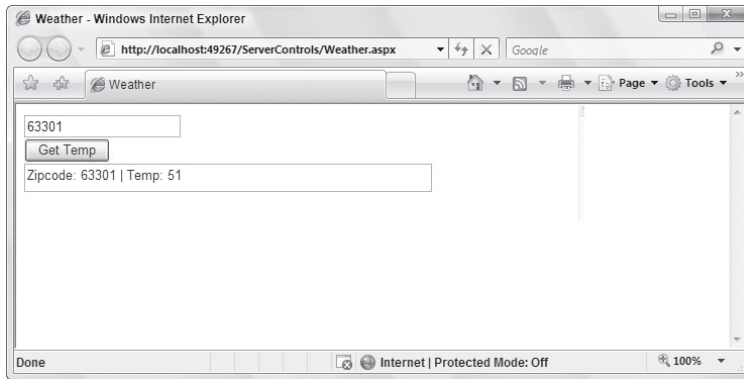 Weather - Windows Internet Explorer
http://localhost:49267/ServerControls/Weather.aspx
Google
Weather
Page
Tools
63301
Get Temp
Zipcode: 63301 | Temp: 51
Done
Internet | Protected Mode: Off
100%